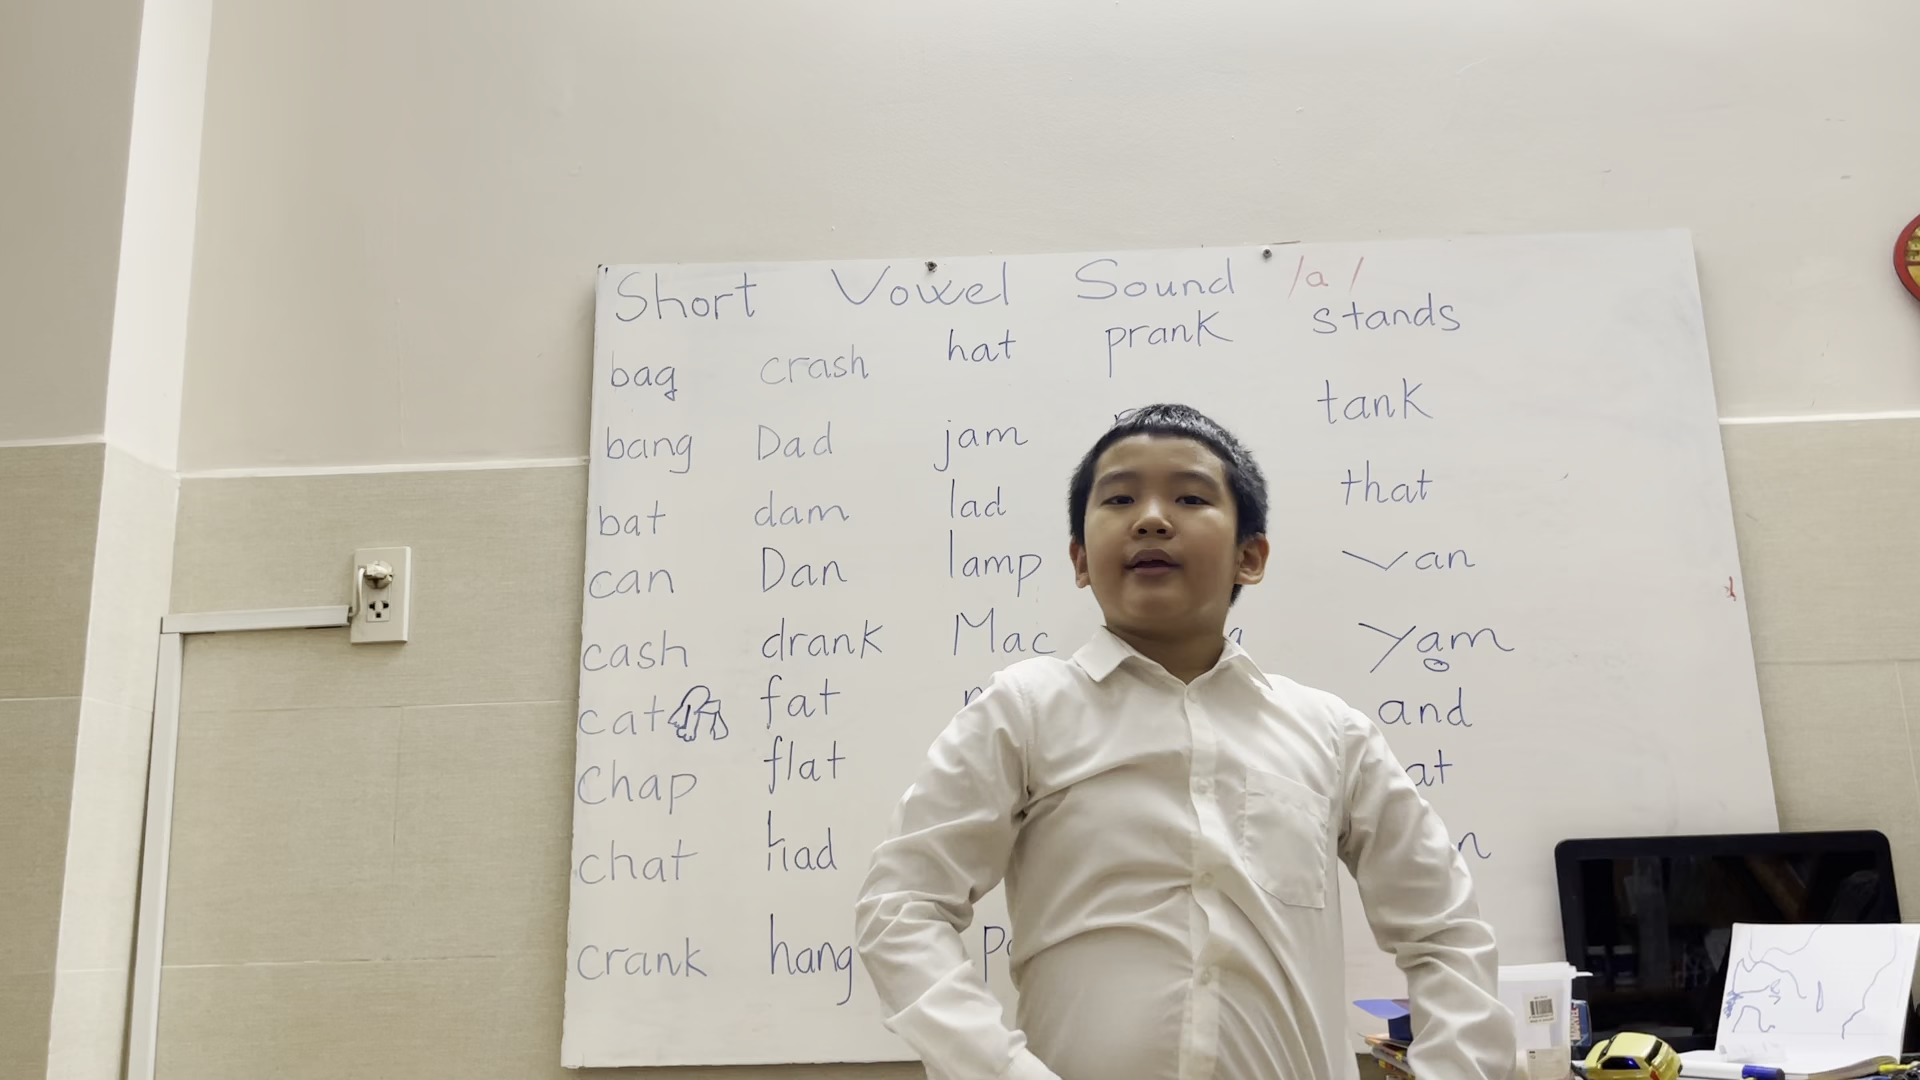 Short Vowel Sound /a/
bag crash hat prank stands
bang Dad jam tank
bat dam lad that
can Dan lamp van
cash drank Mac yam
cat fat and
chap flat
chat had
crank hang